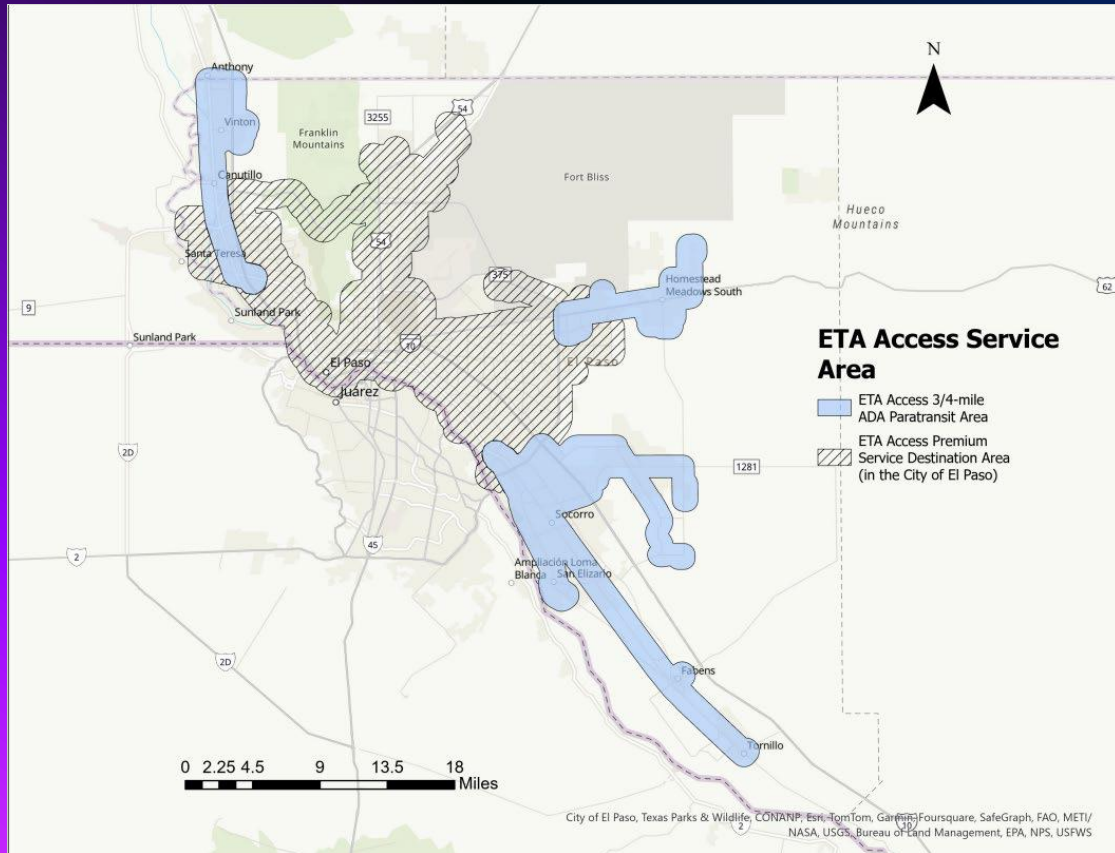 N
Anthony
54
3255
Vinton
Franklin
Mountains
Canutillo
Fort Bliss
Hueco
Mountains
54
Santa Teresa
375
Homestead
Meadows South
62
9
Sunland Park
Sunland Park
10
El Paso
El Paso
Juárez
ETA Access Service
Area
ETA Access 3/4-mile
ADA Paratransit Area
ETA Access Premium
Service Destination Area
(in the City of El Paso)
2D
1281
Socorro
45
2
Ampliación Loma
Blanca
San Elizario
2D
Fabens
Tornillo
0 2.25 4.5 9 13.5 18
Miles
City of El Paso, Texas Parks & Wildlife, CONANP, Esri, TomTom, Garmin, Foursquare, SafeGraph, FAO, METI/
NASA, USGS, Bureau of Land Management, EPA, NPS, USFWS
2
10